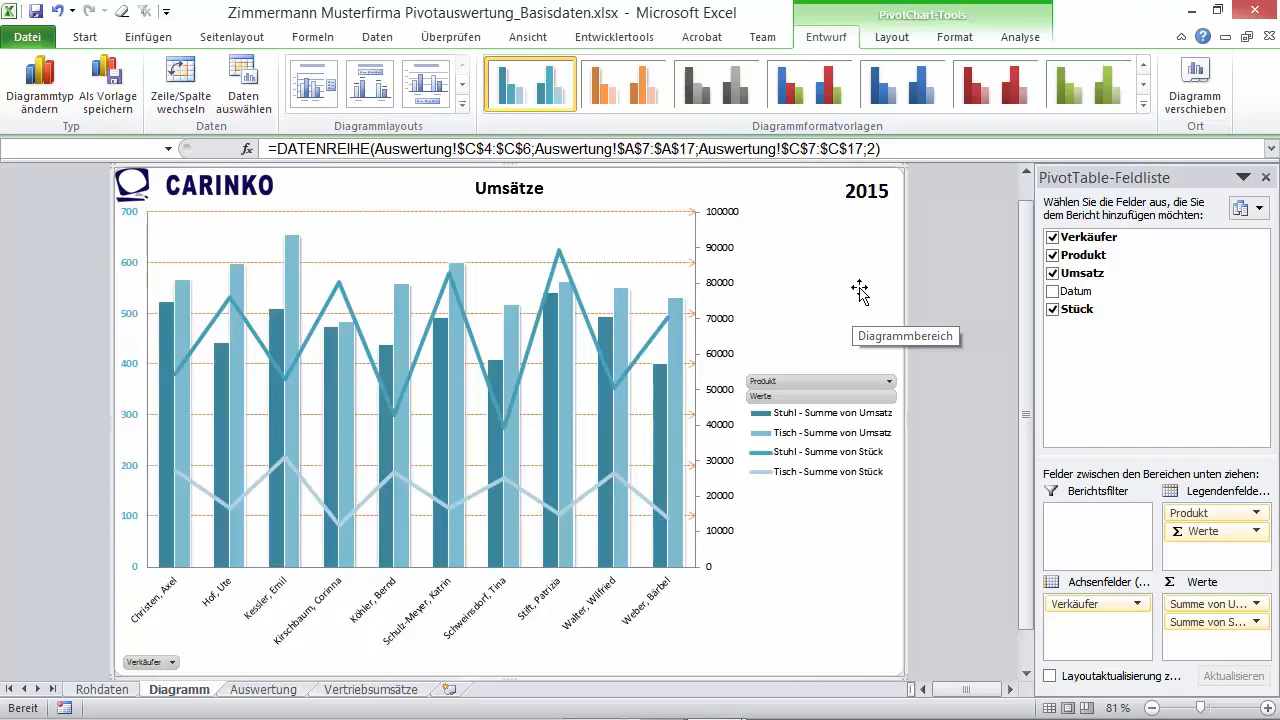 Zimmermann Musterfirma Pivotauswertung_Basisdaten.xlsx - Microsoft Excel
PivotChart-Tools
Datei Start Einfügen Seitenlayout Formeln Daten Überprüfen Ansicht Entwicklertools Acrobat Team Entwurf Layout Format Analyse
Diagrammtyp ändern
Als Vorlage speichern
Zeile/Spalte wechseln
Daten auswählen
Diagramm verschieben
Typ Daten Diagrammlayouts Diagrammformatvorlagen Ort
fx =DATENREIHE(Auswertung!$C$4:$C$6;Auswertung!$A$7:$A$17;Auswertung!$C$7:$C$17;2)
CARINKO
Umsätze
2015
700
600
500
400
300
200
100
0
100000
90000
80000
70000
60000
50000
40000
30000
20000
10000
0
Christen, Axel
Hof, Ute
Kessler, Emil
Kirschbaum, Corinna
Köhler, Bernd
Schulz-Meyer, Katrin
Schweinsdorf, Tina
Stift, Patrizia
Walter, Wilfried
Weber, Bärbel
Verkäufer
Diagrammbereich
Produkt
Werte
Stuhl - Summe von Umsatz
Tisch - Summe von Umsatz
Stuhl - Summe von Stück
Tisch - Summe von Stück
PivotTable-Feldliste
Wählen Sie die Felder aus, die Sie
dem Bericht hinzufügen möchten:
Verkäufer
Produkt
Umsatz
Datum
Stück
Felder zwischen den Bereichen unten ziehen:
Berichtsfilter
Legendenfelde...
Produkt
Σ Werte
Achsenfelder (...
Σ Werte
Verkäufer
Summe von U...
Summe von S...
Layoutaktualisierung z...
Aktualisieren
Rohdaten Diagramm Auswertung Vertriebsumsätze
Bereit
81 %